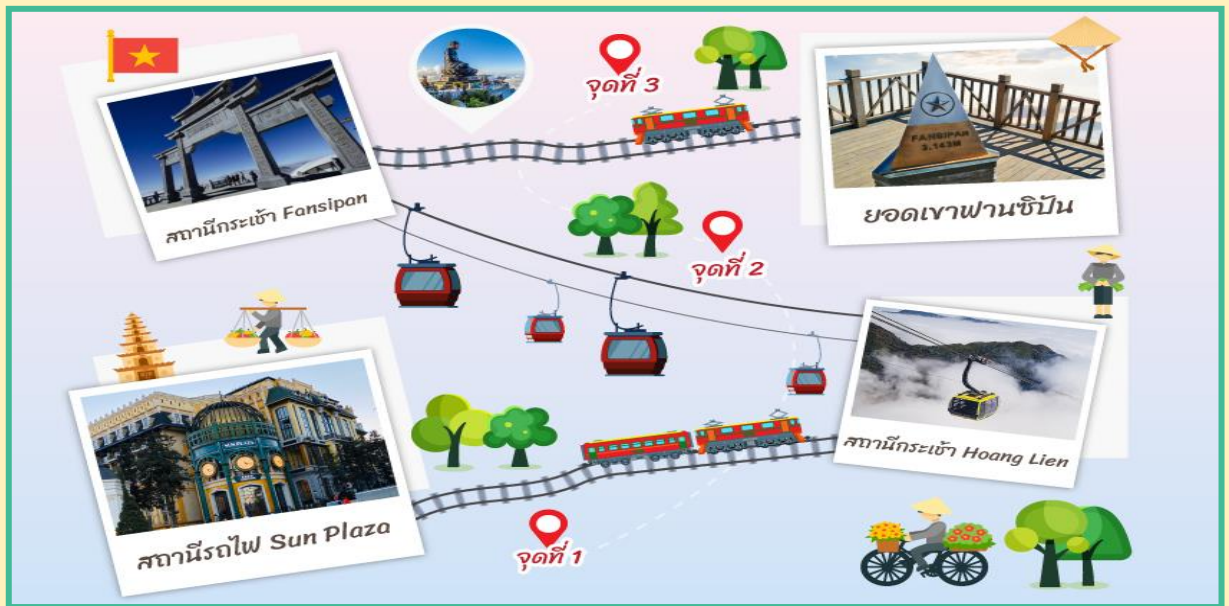 จุดที่ 3
FANSIPAN
3.143M
สถานีกระเช้า Fansipan
ยอดเขาฟานซิปัน
จุดที่ 2
SUN PLAZA
สถานีกระเช้า Hoang Lien
สถานีรถไฟ Sun Plaza
จุดที่ 1